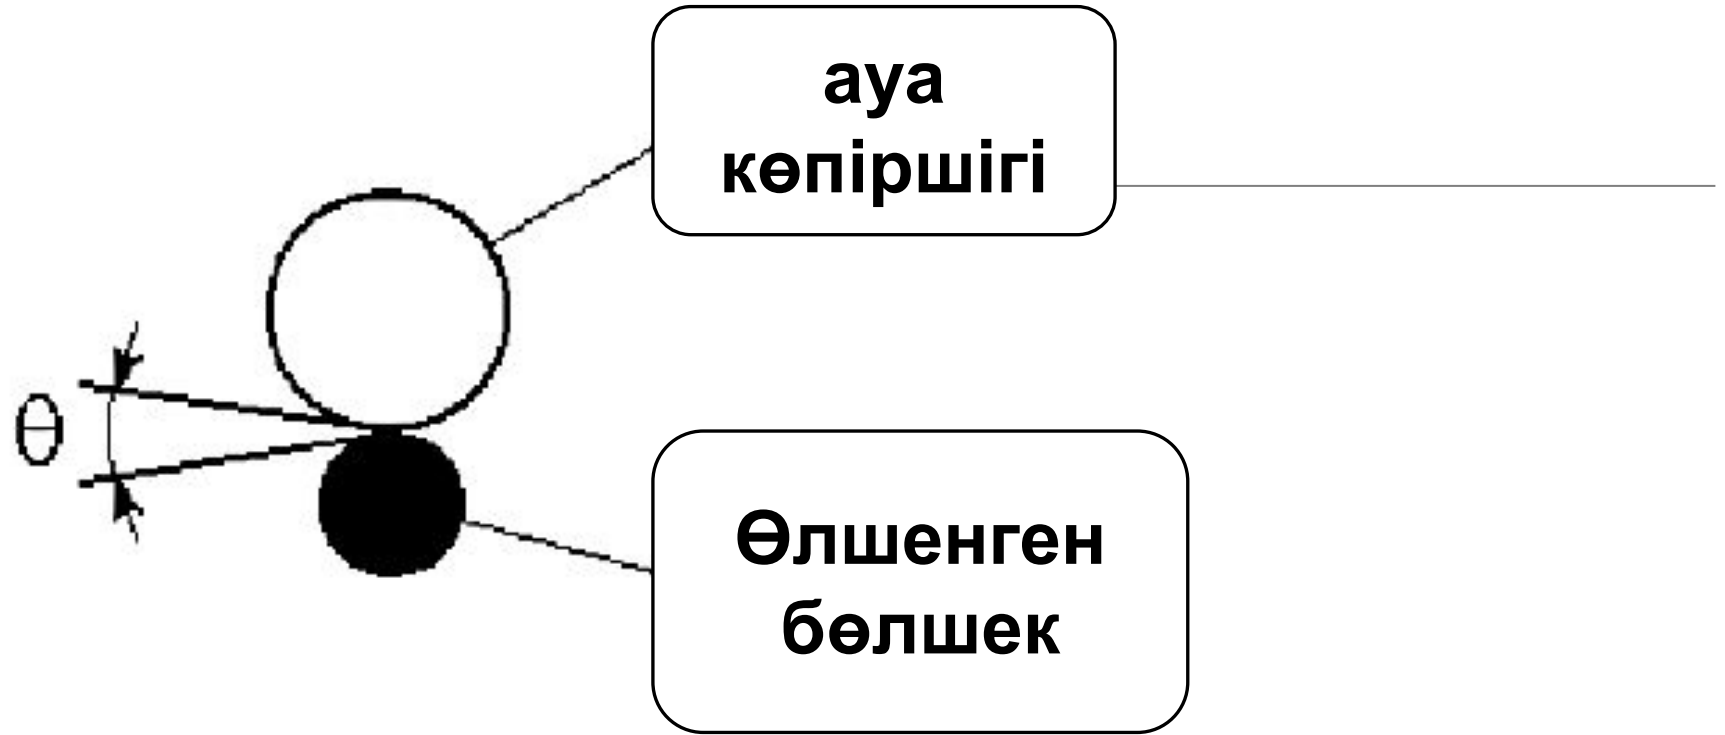 ауа
көпіршігі
θ
Өлшенген
бөлшек